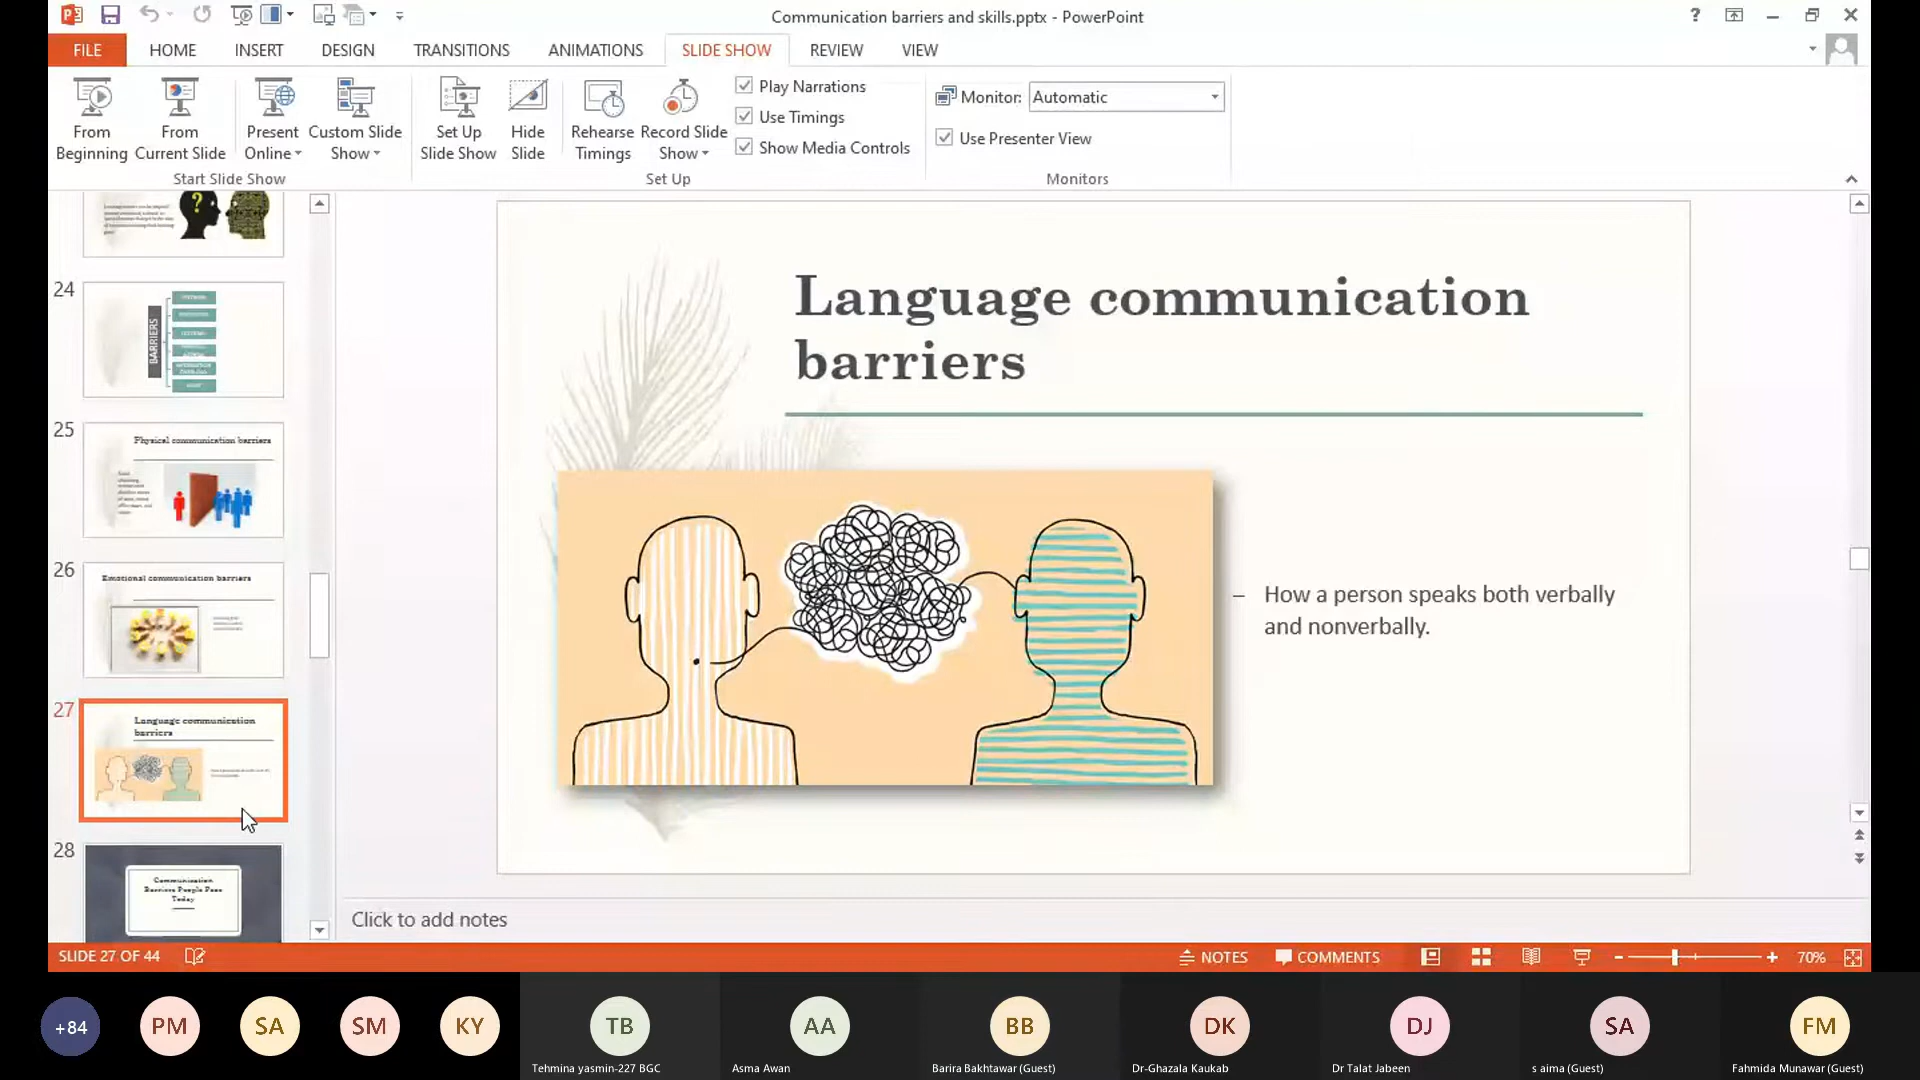 Communication barriers and skills.pptx - PowerPoint
FILE HOME INSERT DESIGN TRANSITIONS ANIMATIONS SLIDE SHOW REVIEW VIEW
From Beginning
From Current Slide
Present Online
Custom Slide Show
Set Up Slide Show
Hide Slide
Rehearse Timings
Record Slide Show
Play Narrations
Use Timings
Show Media Controls
Monitor: Automatic
Use Presenter View
Start Slide Show
Set Up
Monitors
24
BARRIERS
25
Physical communication barriers
26
Emotional communication barriers
27
Language communication
barriers
28
Communication
Barriers People Face
Today
Language communication
barriers
– How a person speaks both verbally
and nonverbally.
Click to add notes
SLIDE 27 OF 44
NOTES COMMENTS 70%
+84 PM SA SM KY TB AA BB DK DJ SA FM
Tehmina yasmin-227 BGC
Asma Awan
Barira Bakhtawar (Guest)
Dr-Ghazala Kaukab
Dr Talat Jabeen
s aima (Guest)
Fahmida Munawar (Guest)